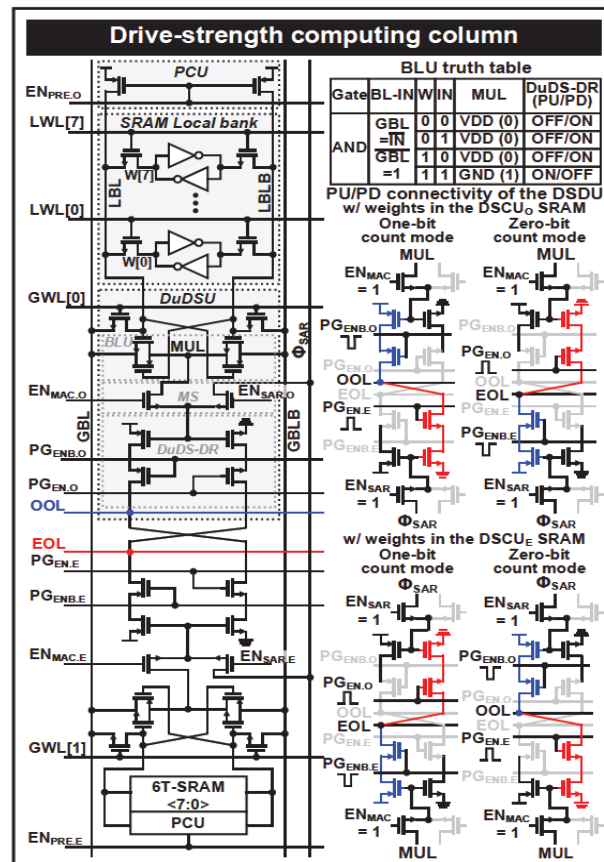 Drive-strength computing column
PCU
EN_PRE.O
LWL[7]
SRAM Local bank
LBL
W[7]
LBLB
LWL[0]
W[0]
GWL[0]
DuDSU
BLU
MUL
Φ_SAR
EN_MAC.O
MS
EN_SAR.O
GBL
GBLB
PG_ENB.O
DuDS-DR
PG_EN.O
OOL
EOL
PG_EN.E
PG_ENB.E
EN_MAC.E
EN_SAR.E
GWL[1]
6T-SRAM
<7:0>
PCU
EN_PRE.E
BLU truth table
Gate BL-IN W IN MUL DuDS-DR (PU/PD)
AND
GBL
=I̅N̅
G̅B̅L̅
=1
0 0 VDD (0) OFF/ON
0 1 VDD (0) OFF/ON
1 0 VDD (0) OFF/ON
1 1 GND (1) ON/OFF
PU/PD connectivity of the DSDU
w/ weights in the DSCU_O SRAM
One-bit
count mode
MUL
EN_MAC
= 1
PG_ENB.O
PG_EN.O
OOL
EOL
PG_EN.E
PG_ENB.E
EN_SAR
= 1
Φ_SAR
Zero-bit
count mode
MUL
EN_MAC
= 1
PG_ENB.O
PG_EN.O
OOL
EOL
PG_EN.E
PG_ENB.E
EN_SAR
= 1
Φ_SAR
w/ weights in the DSCU_E SRAM
One-bit
count mode
Φ_SAR
EN_SAR
= 1
PG_ENB.O
PG_EN.O
OOL
EOL
PG_EN.E
PG_ENB.E
EN_MAC
= 1
MUL
Zero-bit
count mode
Φ_SAR
EN_SAR
= 1
PG_ENB.O
PG_EN.O
OOL
EOL
PG_EN.E
PG_ENB.E
EN_MAC
= 1
MUL